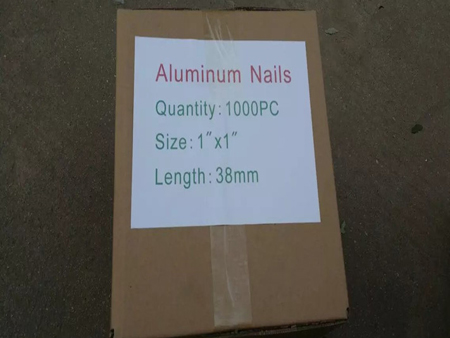 Aluminum Nails
Quantity: 1000PC
Size: 1"x1"
Length: 38mm